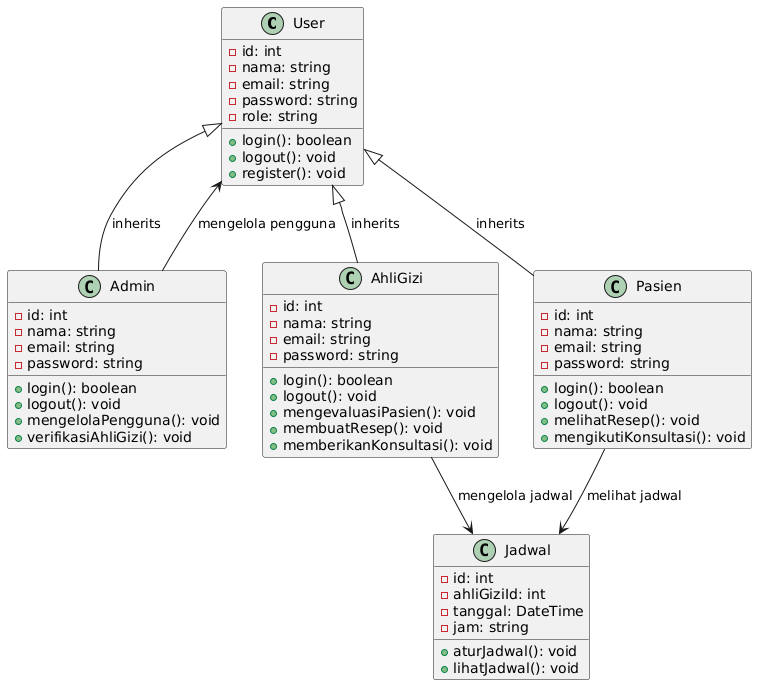 C User
id: int
nama: string
email: string
password: string
role: string
login(): boolean
logout(): void
register(): void
inherits
mengelola pengguna
inherits
inherits
C Admin
id: int
nama: string
email: string
password: string
login(): boolean
logout(): void
mengelolaPengguna(): void
verifikasiAhliGizi(): void
C AhliGizi
id: int
nama: string
email: string
password: string
login(): boolean
logout(): void
mengevaluasiPasien(): void
membuatResep(): void
memberikanKonsultasi(): void
C Pasien
id: int
nama: string
email: string
password: string
login(): boolean
logout(): void
melihatResep(): void
mengikutiKonsultasi(): void
mengelola jadwal
melihat jadwal
C Jadwal
id: int
ahliGiziId: int
tanggal: DateTime
jam: string
aturJadwal(): void
lihatJadwal(): void